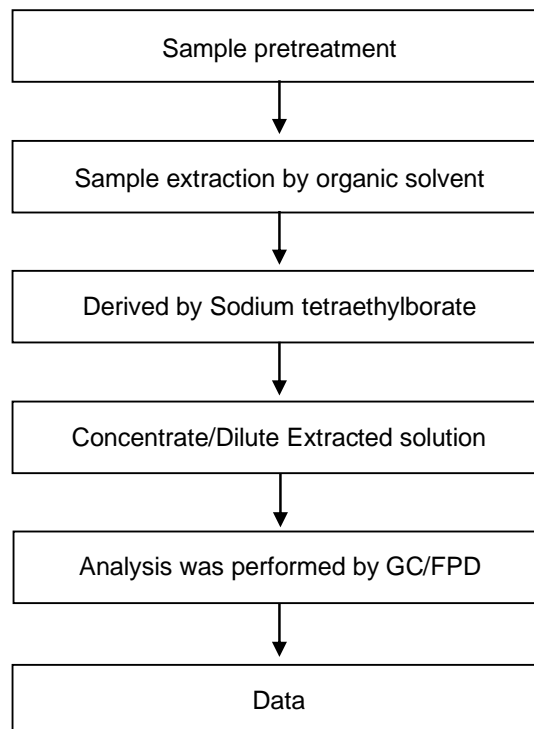 Sample pretreatment
Sample extraction by organic solvent
Derived by Sodium tetraethylborate
Concentrate/Dilute Extracted solution
Analysis was performed by GC/FPD
Data